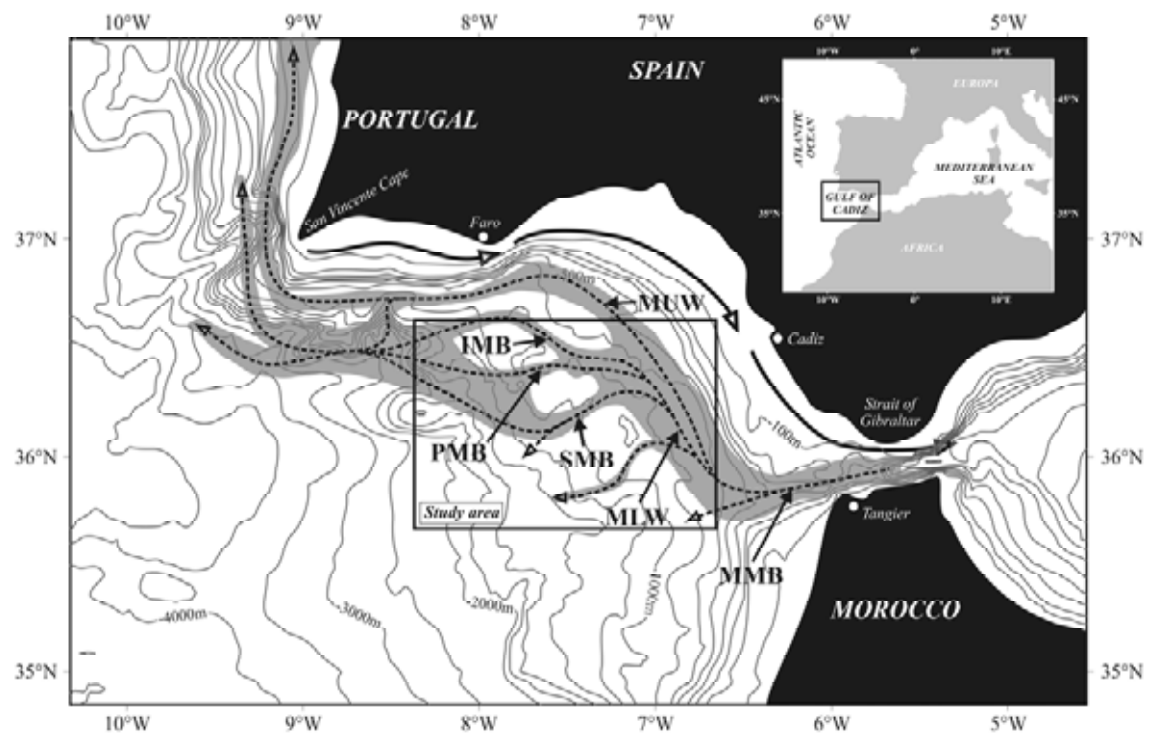 10°W 9°W 8°W 7°W 6°W 5°W
SPAIN
PORTUGAL
10°W 0° 10°E
EUROPA
45°N 45°N
ATLANTIC
OCEAN
MEDITERRANEAN
SEA
GULF OF
CADIZ
35°N 35°N
AFRICA
10°W 0° 10°E
San Vincente Cape
Faro
37°N 37°N
MUW
IMB
Cadiz
Strait of
Gibraltar
-100m
36°N 36°N
PMB
SMB
Study area
MLW
Tangier
MMB
MOROCCO
-4000m
-3000m
-2000m
-1000m
35°N 35°N
10°W 9°W 8°W 7°W 6°W 5°W